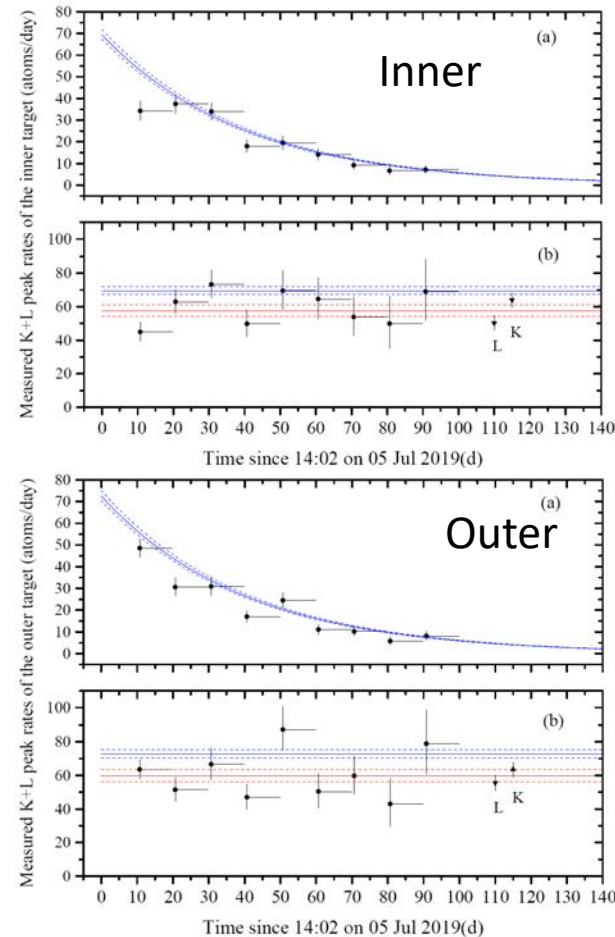 Measured K+L peak rates of the inner target (atoms/day)
80
70
60
50
40
30
20
10
0
(a)
Inner
100
80
60
40
20
0
(b)
L
K
0 10 20 30 40 50 60 70 80 90 100 110 120 130 140
Time since 14:02 on 05 Jul 2019(d)
Measured K+L peak rates of the outer target (atoms/day)
80
70
60
50
40
30
20
10
0
(a)
Outer
100
80
60
40
20
0
(b)
L
K
0 10 20 30 40 50 60 70 80 90 100 110 120 130 140
Time since 14:02 on 05 Jul 2019(d)